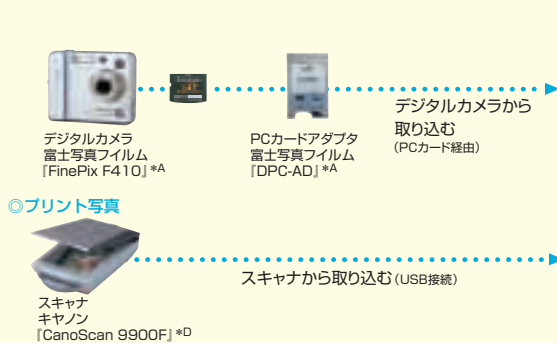 デジタルカメラ
富士写真フイルム
『FinePix F410』*A
PCカードアダプタ
富士写真フイルム
『DPC-AD』*A
デジタルカメラから
取り込む
(PCカード経由)
◎プリント写真
スキャナから取り込む(USB接続)
スキャナ
キヤノン
『CanoScan 9900F』*D